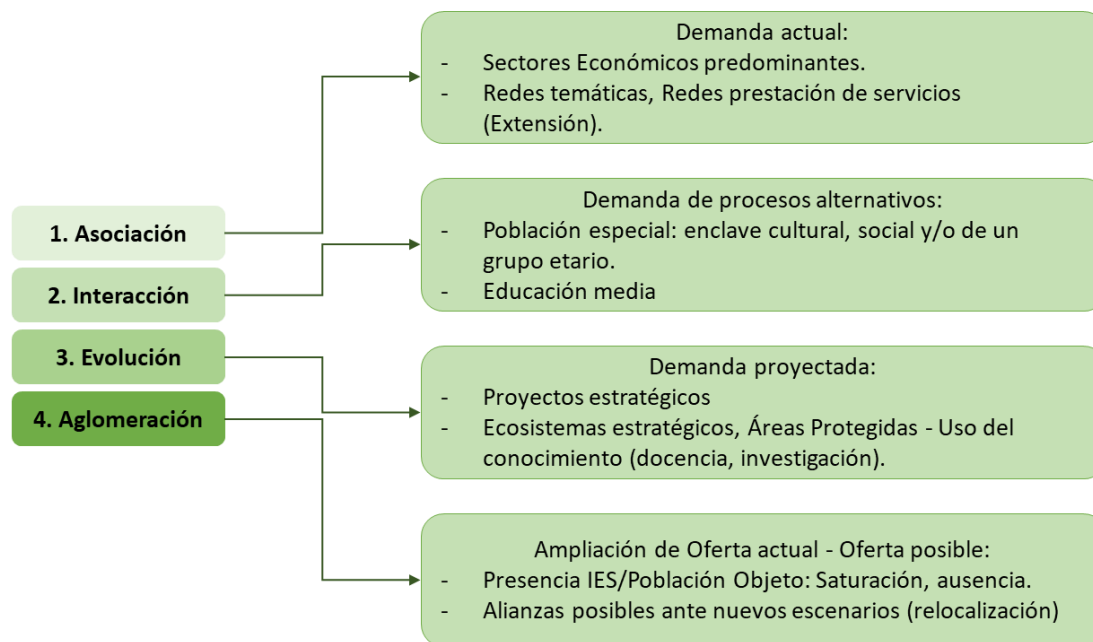 1. Asociación
2. Interacción
3. Evolución
4. Aglomeración
Demanda actual:
- Sectores Económicos predominantes.
- Redes temáticas, Redes prestación de servicios
(Extensión).
Demanda de procesos alternativos:
- Población especial: enclave cultural, social y/o de un
grupo etario.
- Educación media
Demanda proyectada:
- Proyectos estratégicos
- Ecosistemas estratégicos, Áreas Protegidas - Uso del
conocimiento (docencia, investigación).
Ampliación de Oferta actual - Oferta posible:
- Presencia IES/Población Objeto: Saturación, ausencia.
- Alianzas posibles ante nuevos escenarios (relocalización)